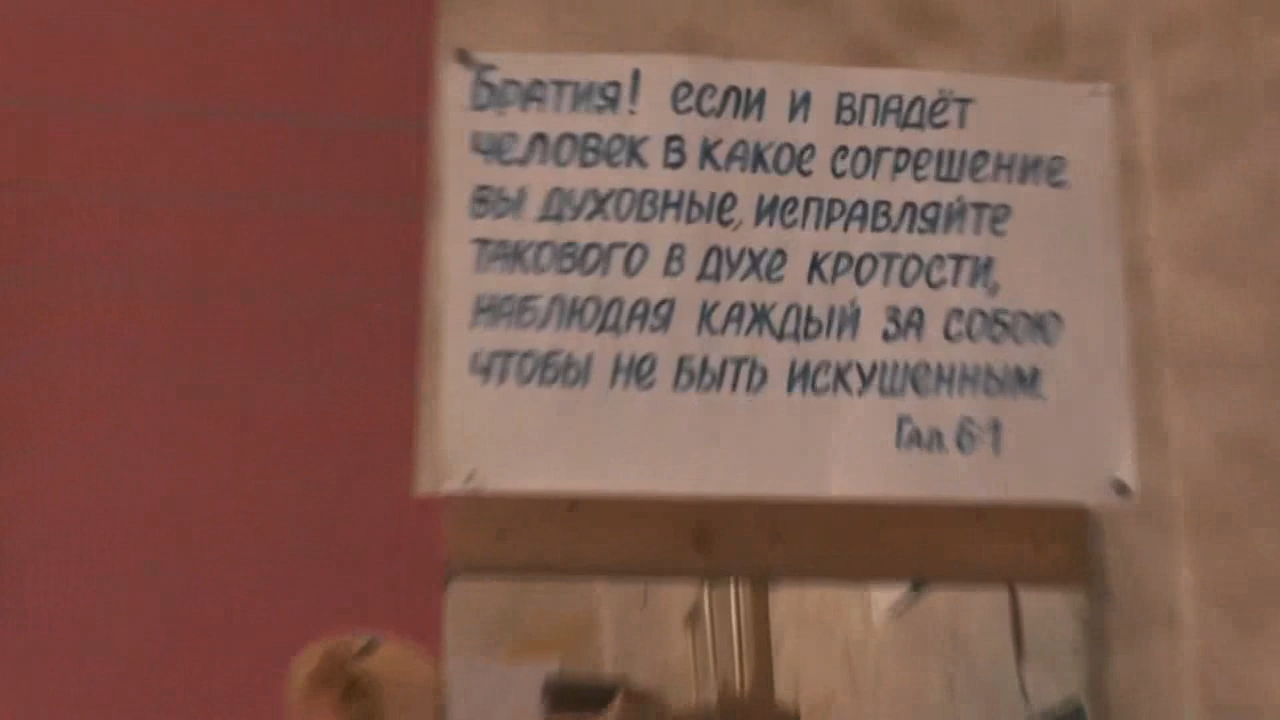 Братия! если и впадёт
человек в какое согрешение
вы духовные, исправляйте
такового в духе кротости,
наблюдая каждый за собою
чтобы не быть искушенным.
Гал. 6:1